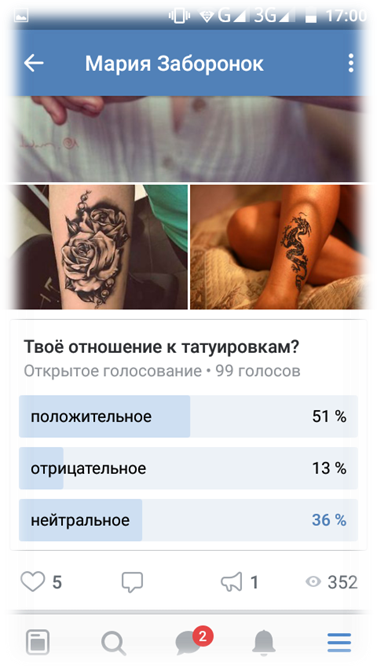 G 3G 17:00
Мария Заборонок
Твоё отношение к татуировкам?
Открытое голосование • 99 голосов
положительное 51 %
отрицательное 13 %
нейтральное 36 %
5 1 352
2